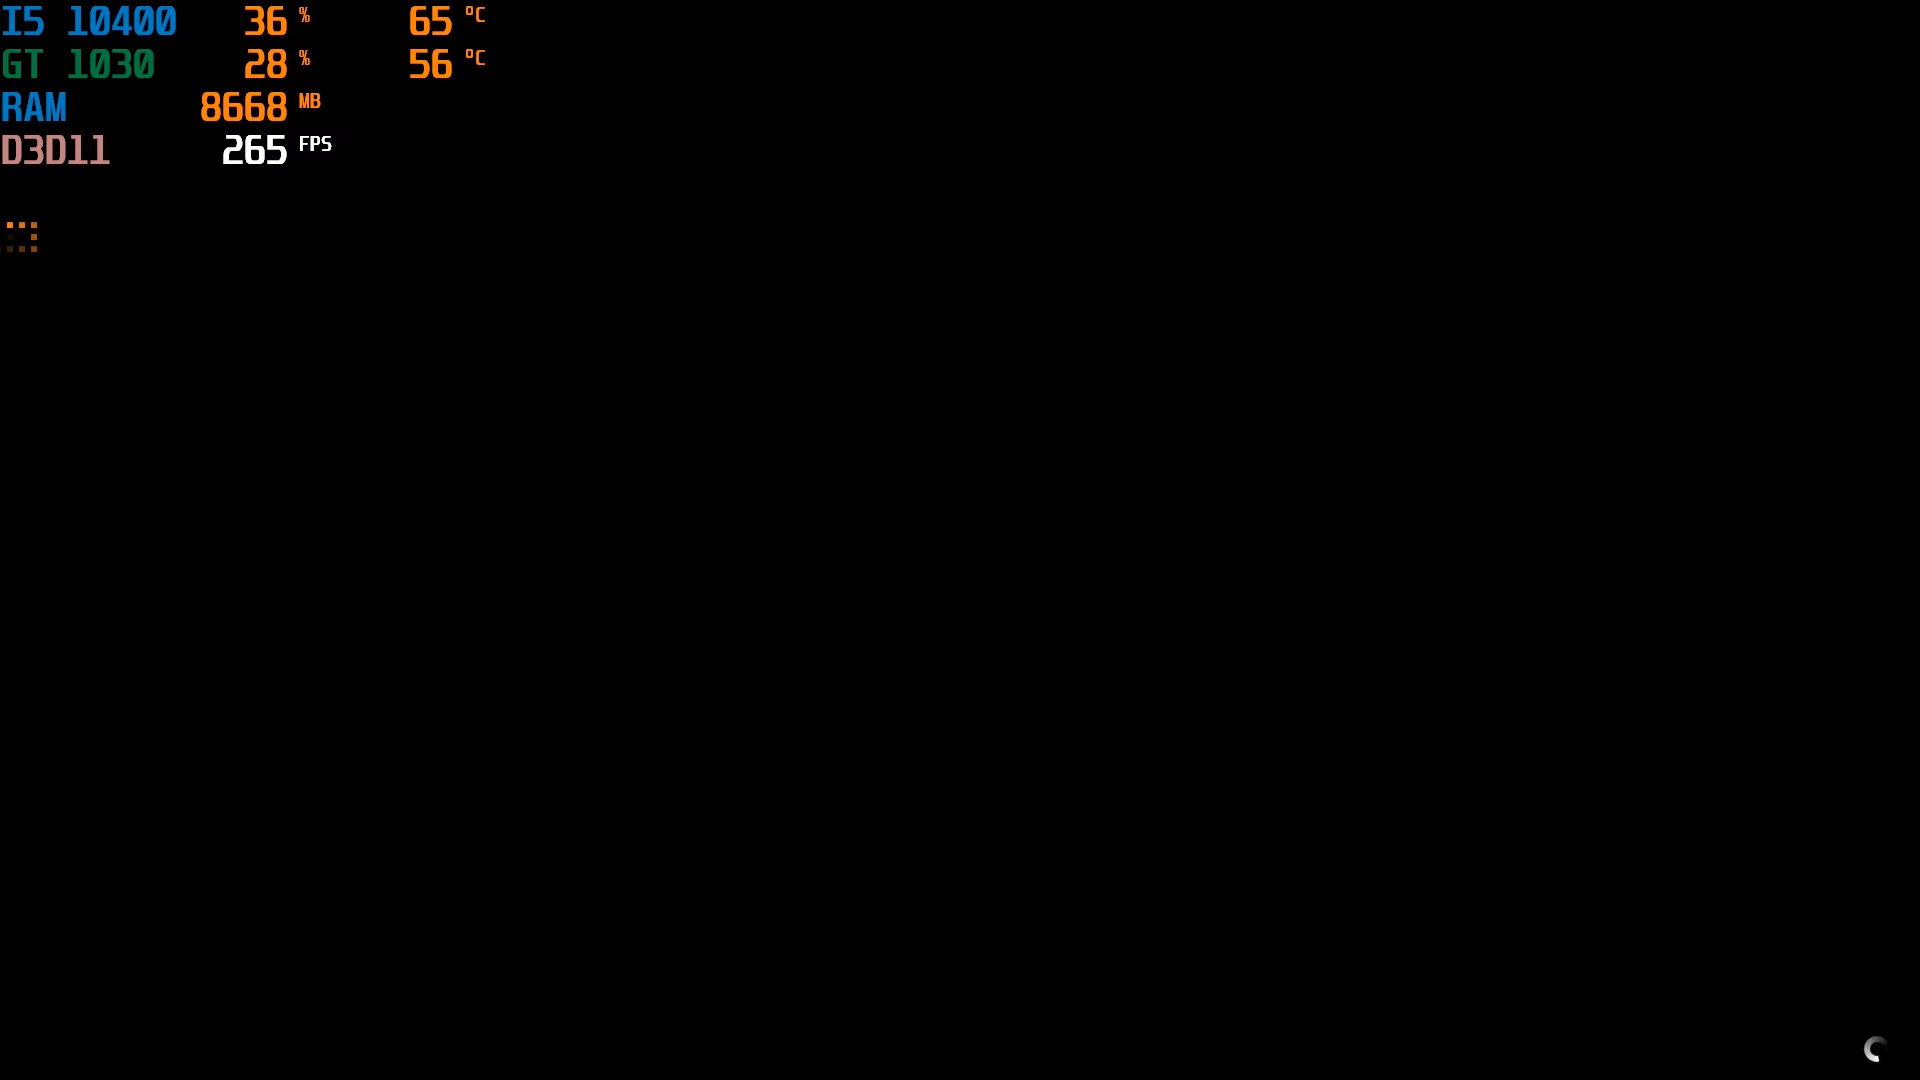 I5 10400 36 % 65 °C
GT 1030 28 % 56 °C
RAM 8668 MB
D3D11 265 FPS